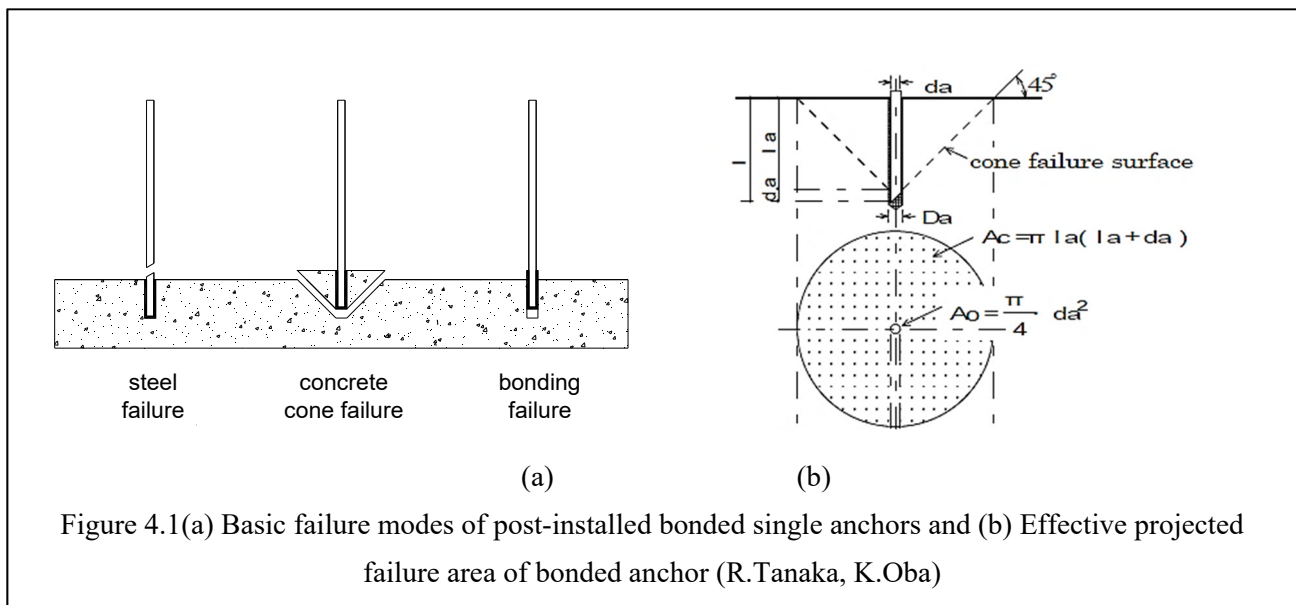 steel
failure
concrete
cone failure
bonding
failure
da
45°
l
da la
cone failure surface
Da
Ac=π la( la+da )
Ao= π/4 da²
(a)
(b)
Figure 4.1(a) Basic failure modes of post-installed bonded single anchors and (b) Effective projected
failure area of bonded anchor (R.Tanaka, K.Oba)